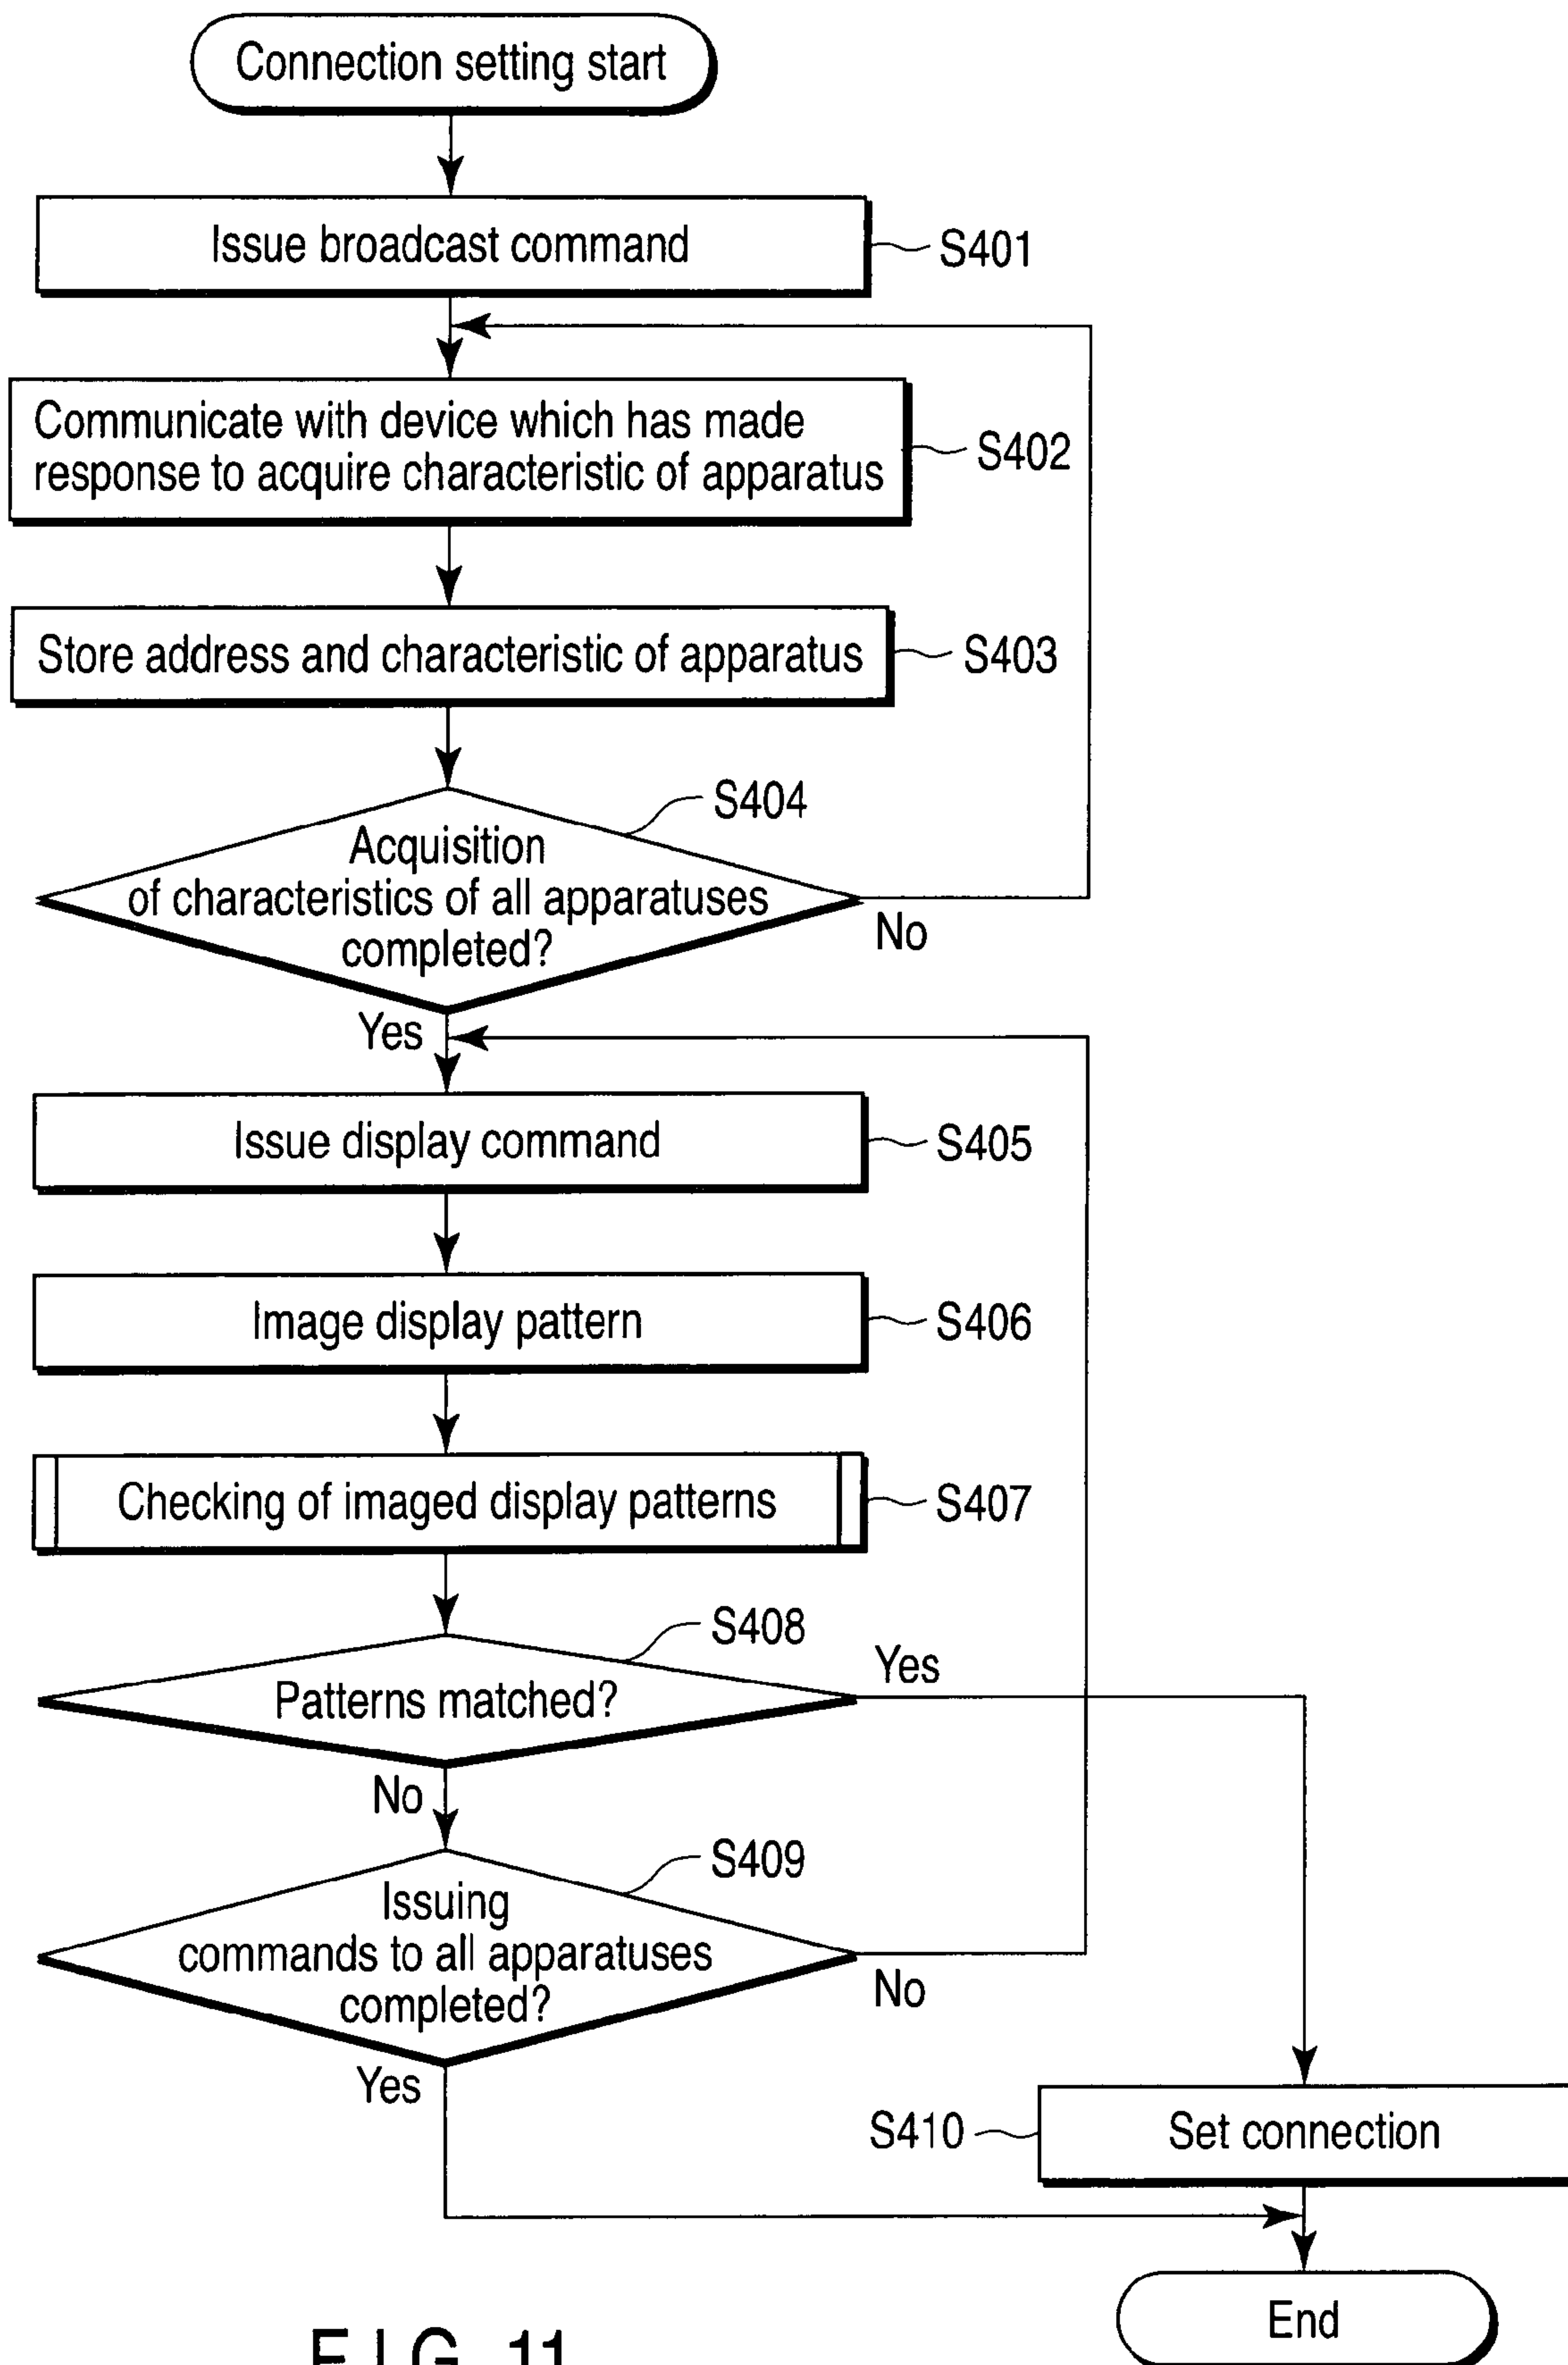 Connection setting start
Issue broadcast command
S401
Communicate with device which has made
response to acquire characteristic of apparatus
S402
Store address and characteristic of apparatus
S403
S404
Acquisition
of characteristics of all apparatuses
completed?
No
Yes
Issue display command
S405
Image display pattern
S406
Checking of imaged display patterns
S407
S408
Patterns matched?
Yes
No
S409
Issuing
commands to all apparatuses
completed?
No
Yes
S410
Set connection
End
FIG. 11